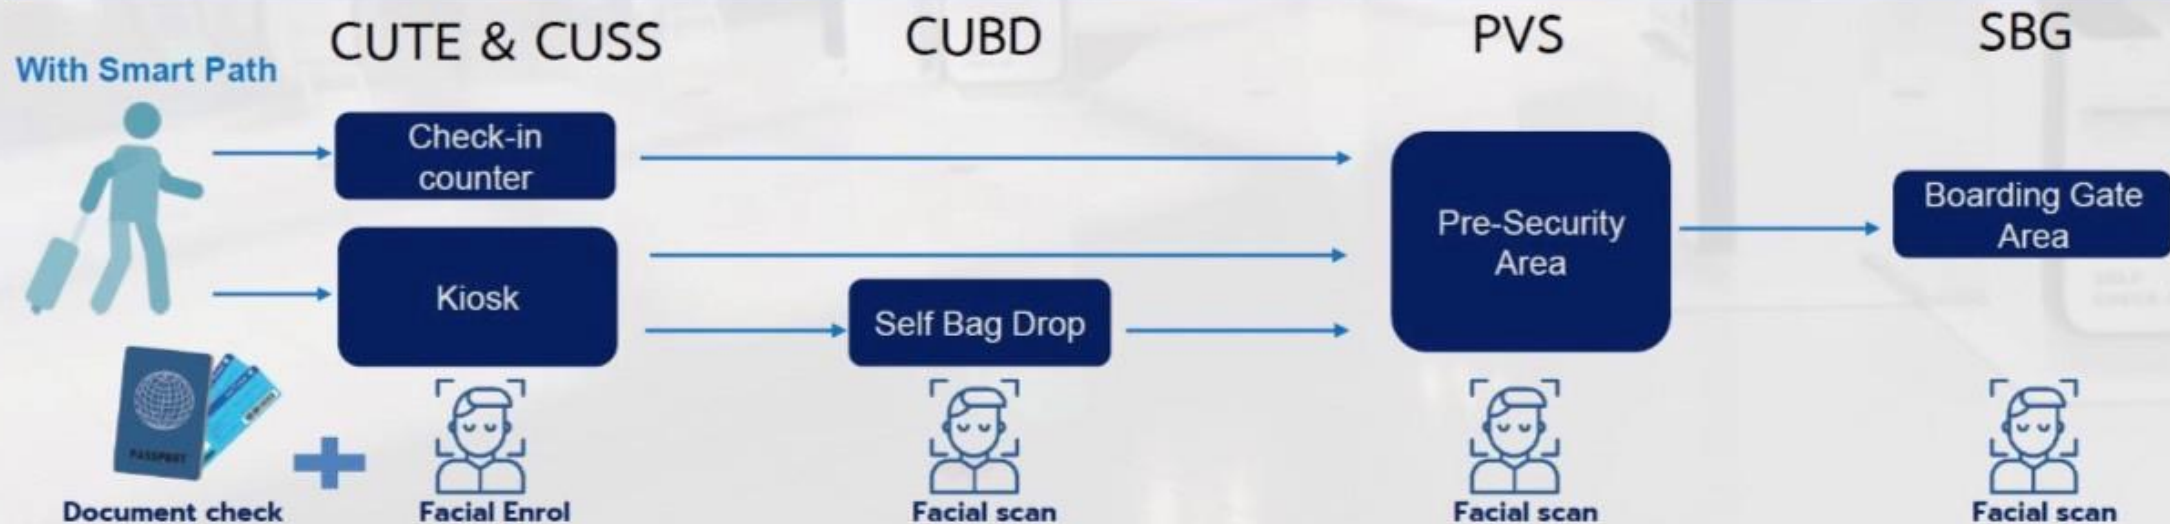 With Smart Path
CUTE & CUSS
CUBD
PVS
SBG
Check-in
counter
Kiosk
Self Bag Drop
Pre-Security
Area
Boarding Gate
Area
PASSPORT
Document check
Facial Enrol
Facial scan
Facial scan
Facial scan